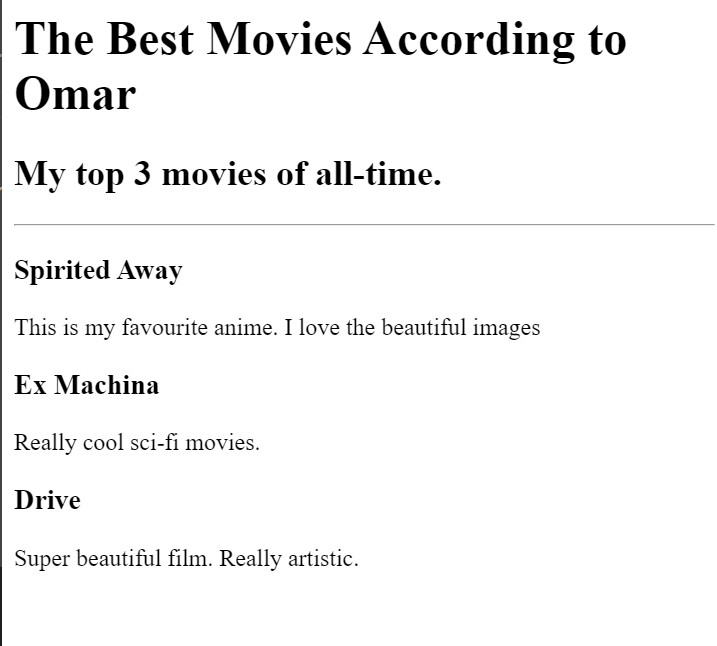 The Best Movies According to
Omar
My top 3 movies of all-time.
Spirited Away
This is my favourite anime. I love the beautiful images
Ex Machina
Really cool sci-fi movies.
Drive
Super beautiful film. Really artistic.